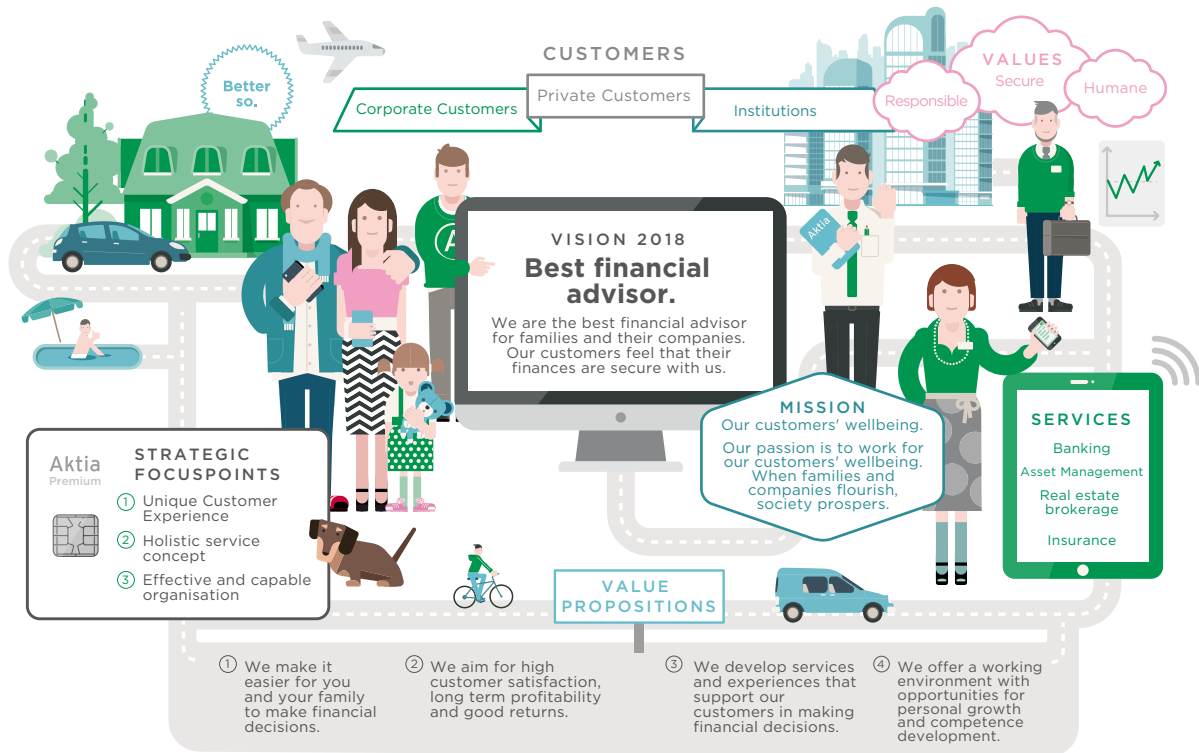 CUSTOMERS
Corporate Customers
Private Customers
Institutions
VALUES
Secure
Responsible
Humane
Better
so.
A
Aktia
VISION 2018
Best financial
advisor.
We are the best financial advisor
for families and their companies.
Our customers feel that their
finances are secure with us.
MISSION
Our customers' wellbeing.
Our passion is to work for
our customers' wellbeing.
When families and
companies flourish,
society prospers.
SERVICES
Banking
Asset Management
Real estate
brokerage
Insurance
Aktia
Premium
STRATEGIC
FOCUSPOINTS
1 Unique Customer
Experience
2 Holistic service
concept
3 Effective and capable
organisation
VALUE
PROPOSITIONS
1 We make it
easier for you
and your family
to make financial
decisions.
2 We aim for high
customer satisfaction,
long term profitability
and good returns.
3 We develop services
and experiences that
support our
customers in making
financial decisions.
4 We offer a working
environment with
opportunities for
personal growth
and competence
development.